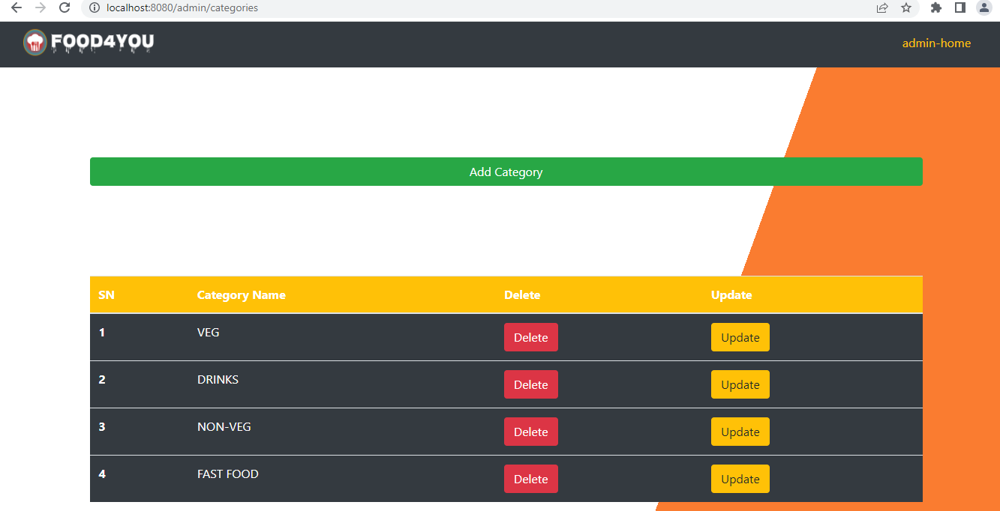 localhost:8080/admin/categories
FOOD4YOU
admin-home
Add Category
SN Category Name Delete Update
1 VEG Delete Update
2 DRINKS Delete Update
3 NON-VEG Delete Update
4 FAST FOOD Delete Update